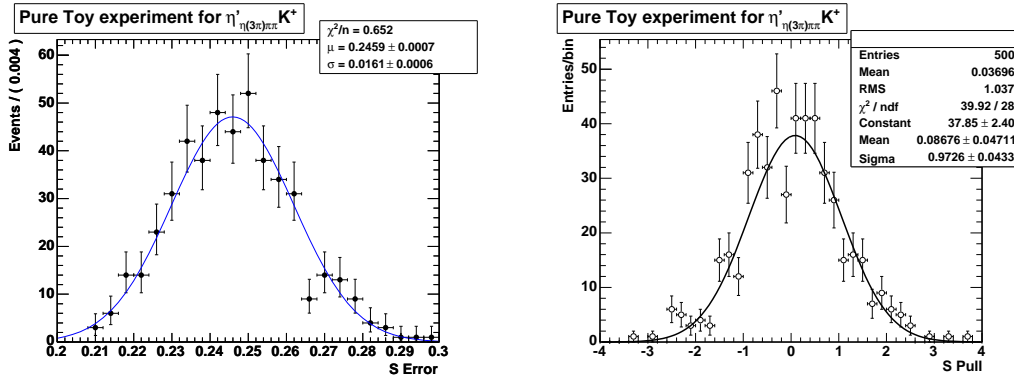 Pure Toy experiment for η’η(3π)ππK+
χ2/n = 0.652
μ = 0.2459 ± 0.0007
σ = 0.0161 ± 0.0006
Events / ( 0.004 )
60
50
40
30
20
10
0
0.2 0.21 0.22 0.23 0.24 0.25 0.26 0.27 0.28 0.29 0.3
S Error
Pure Toy experiment for η’η(3π)ππK+
Entries 500
Mean 0.03696
RMS 1.037
χ2 / ndf 39.92 / 28
Constant 37.85 ± 2.40
Mean 0.08676 ± 0.04711
Sigma 0.9726 ± 0.0433
Entries/bin
50
40
30
20
10
0
-4 -3 -2 -1 0 1 2 3 4
S Pull